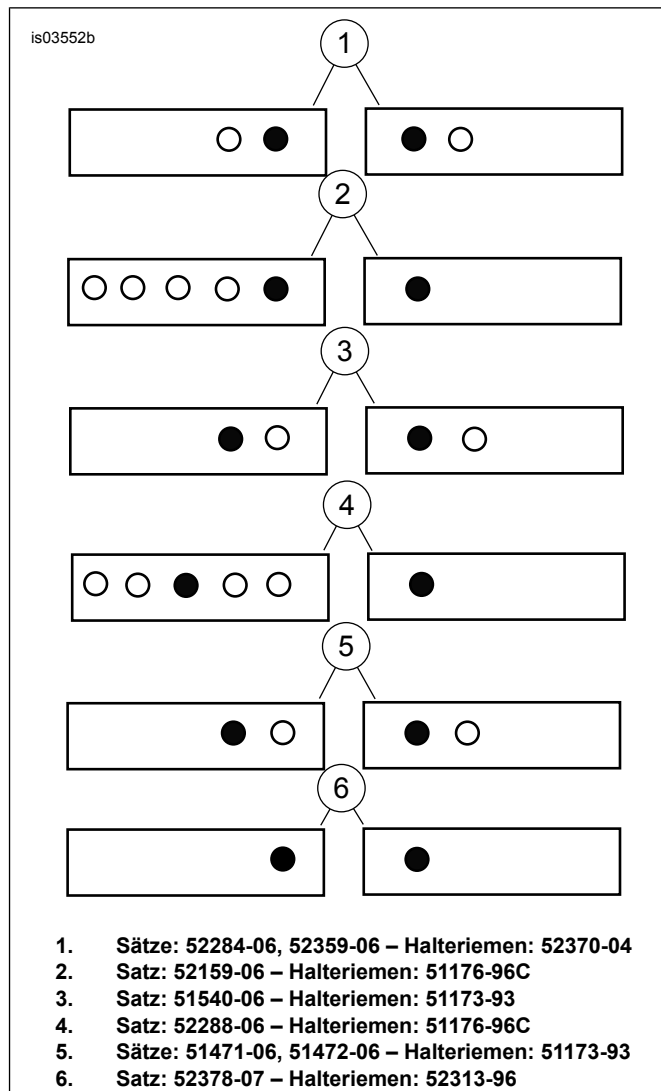 is03552b
1
2
3
4
5
6
1. Sätze: 52284-06, 52359-06 – Halteriemen: 52370-04
2. Satz: 52159-06 – Halteriemen: 51176-96C
3. Satz: 51540-06 – Halteriemen: 51173-93
4. Satz: 52288-06 – Halteriemen: 51176-96C
5. Sätze: 51471-06, 51472-06 – Halteriemen: 51173-93
6. Satz: 52378-07 – Halteriemen: 52313-96